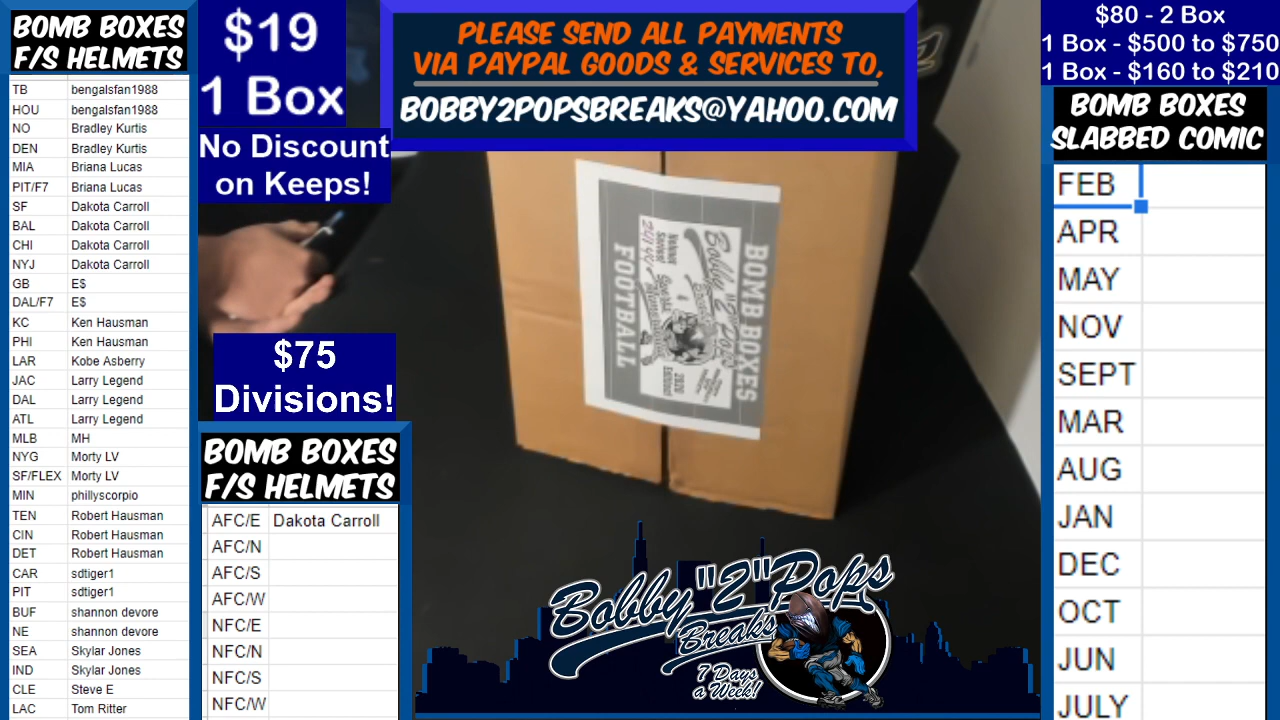 BOMB BOXES
F/S HELMETS
TB bengalsfan1988
HOU bengalsfan1988
NO Bradley Kurtis
DEN Bradley Kurtis
MIA Briana Lucas
PIT/F7 Briana Lucas
SF Dakota Carroll
BAL Dakota Carroll
CHI Dakota Carroll
NYJ Dakota Carroll
GB E$
DAL/F7 E$
KC Ken Hausman
PHI Ken Hausman
LAR Kobe Asberry
JAC Larry Legend
DAL Larry Legend
ATL Larry Legend
MLB MH
NYG Morty LV
SF/FLEX Morty LV
MIN phillyscorpio
TEN Robert Hausman
CIN Robert Hausman
DET Robert Hausman
CAR sdtiger1
PIT sdtiger1
BUF shannon devore
NE shannon devore
SEA Skylar Jones
IND Skylar Jones
CLE Steve E
LAC Tom Ritter
$19
1 Box
No Discount
on Keeps!
$75
Divisions!
BOMB BOXES
F/S HELMETS
AFC/E Dakota Carroll
AFC/N
AFC/S
AFC/W
NFC/E
NFC/N
NFC/S
NFC/W
PLEASE SEND ALL PAYMENTS
VIA PAYPAL GOODS & SERVICES TO,
BOBBY2POPSBREAKS@YAHOO.COM
BOMB BOXES
Bobby "2" Pops
FOOTBALL
Bobby "2" Pops
Breaks
7 Days
a Week!
$80 - 2 Box
1 Box - $500 to $750
1 Box - $160 to $210
BOMB BOXES
SLABBED COMIC
FEB
APR
MAY
NOV
SEPT
MAR
AUG
JAN
DEC
OCT
JUN
JULY